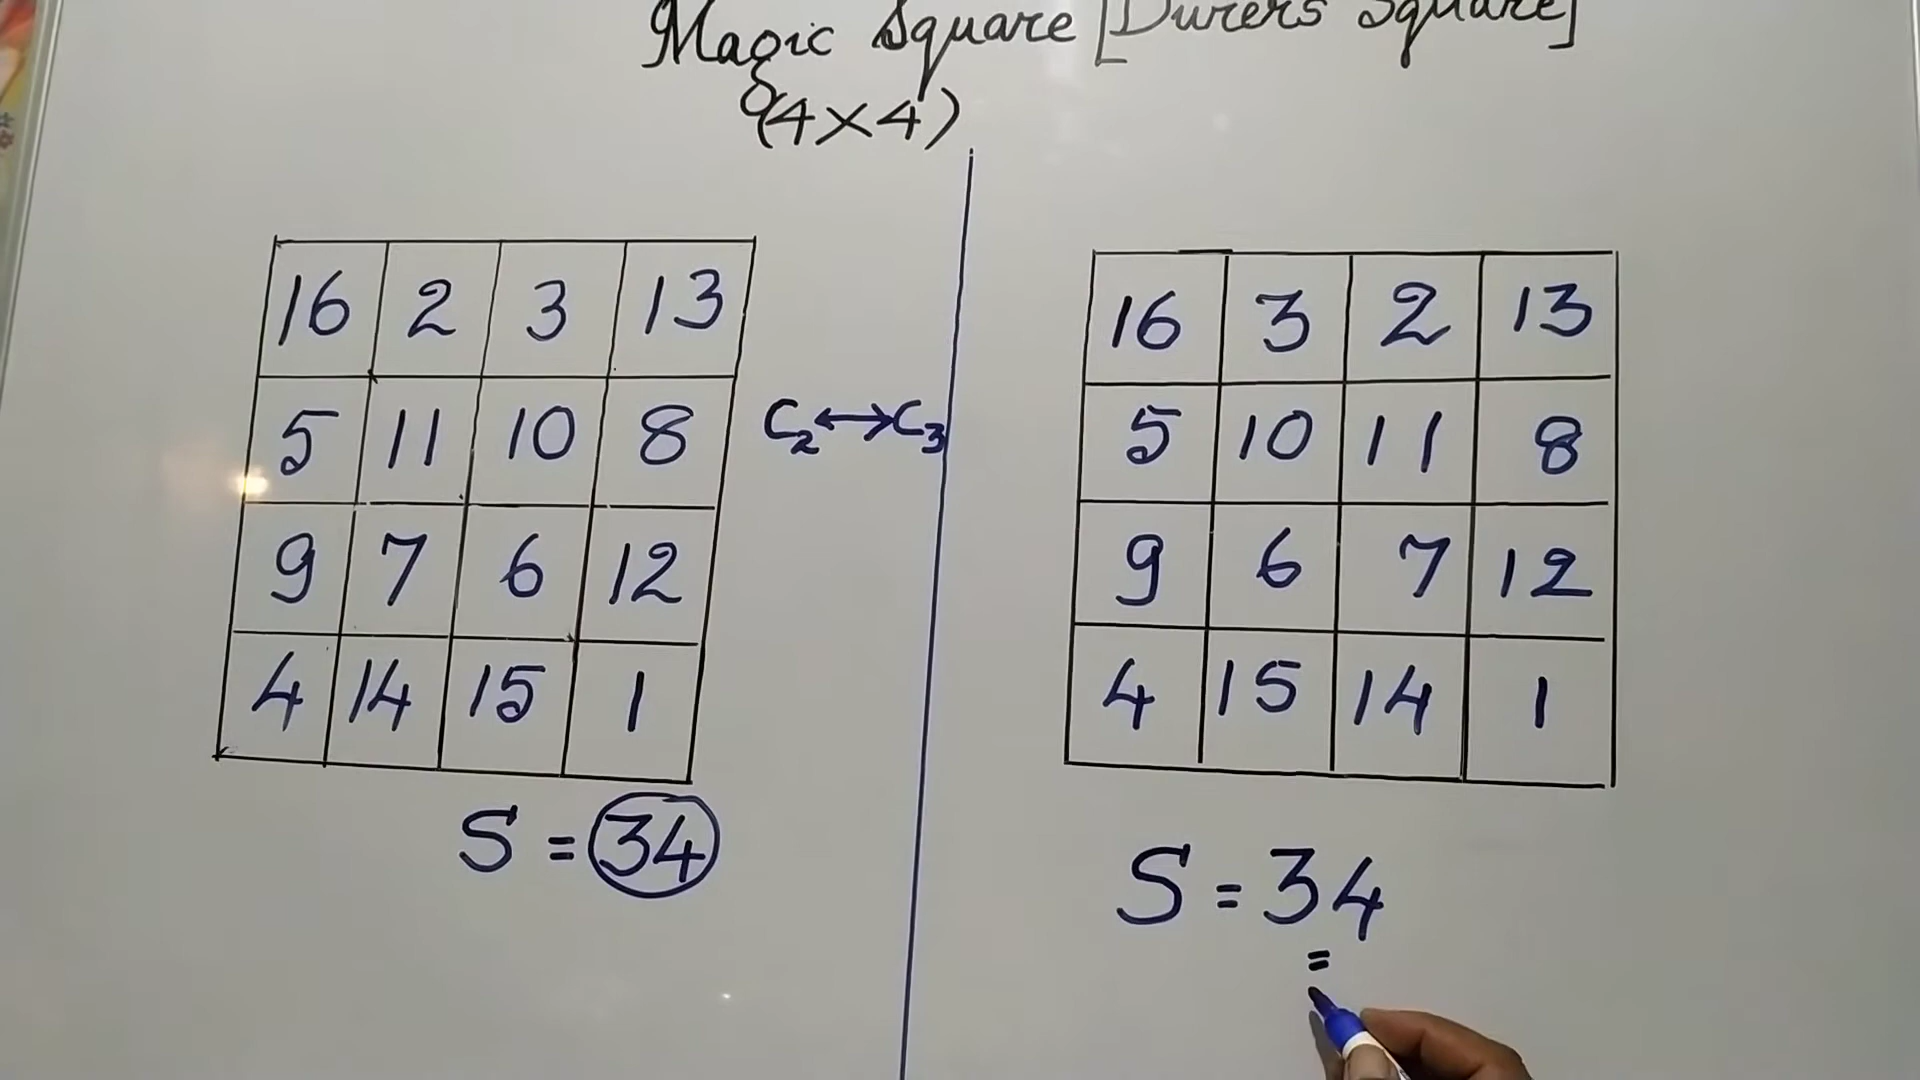 Magic Square [Durers Square]
(4×4)
16 2 3 13
5 11 10 8
9 7 6 12
4 14 15 1
S = 34
C₂↔C₃
16 3 2 13
5 10 11 8
9 6 7 12
4 15 14 1
S = 34
=